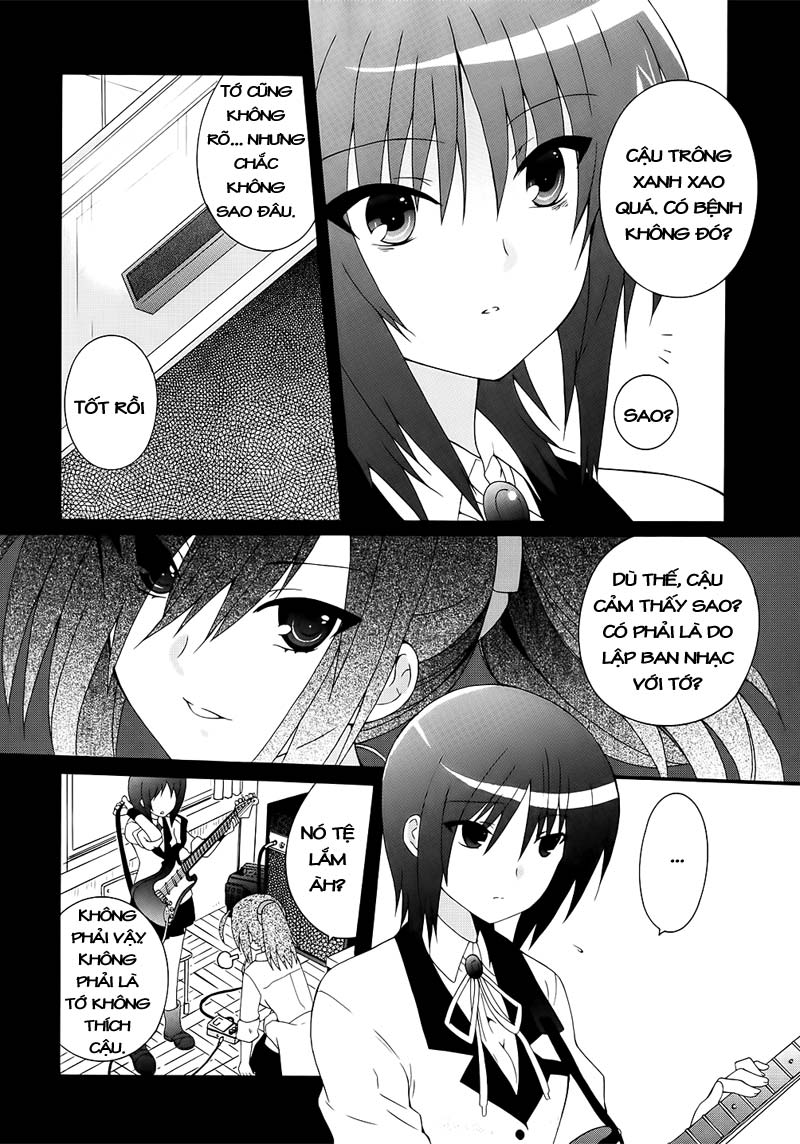 CẬU TRÔNG
XANH XAO
QUÁ. CÓ BỆNH
KHÔNG ĐÓ?
SAO?
TỚ CŨNG
KHÔNG
RÕ... NHƯNG
CHẮC
KHÔNG
SAO ĐÂU.
TỐT RỒI
DÙ THẾ, CẬU
CẢM THẤY SAO?
CÓ PHẢI LÀ DO
LẬP BAN NHẠC
VỚI TỚ?
...
NÓ TỆ
LẮM
ÀH?
KHÔNG
PHẢI VẬY.
KHÔNG
PHẢI LÀ
TỚ KHÔNG
THÍCH
CẬU.